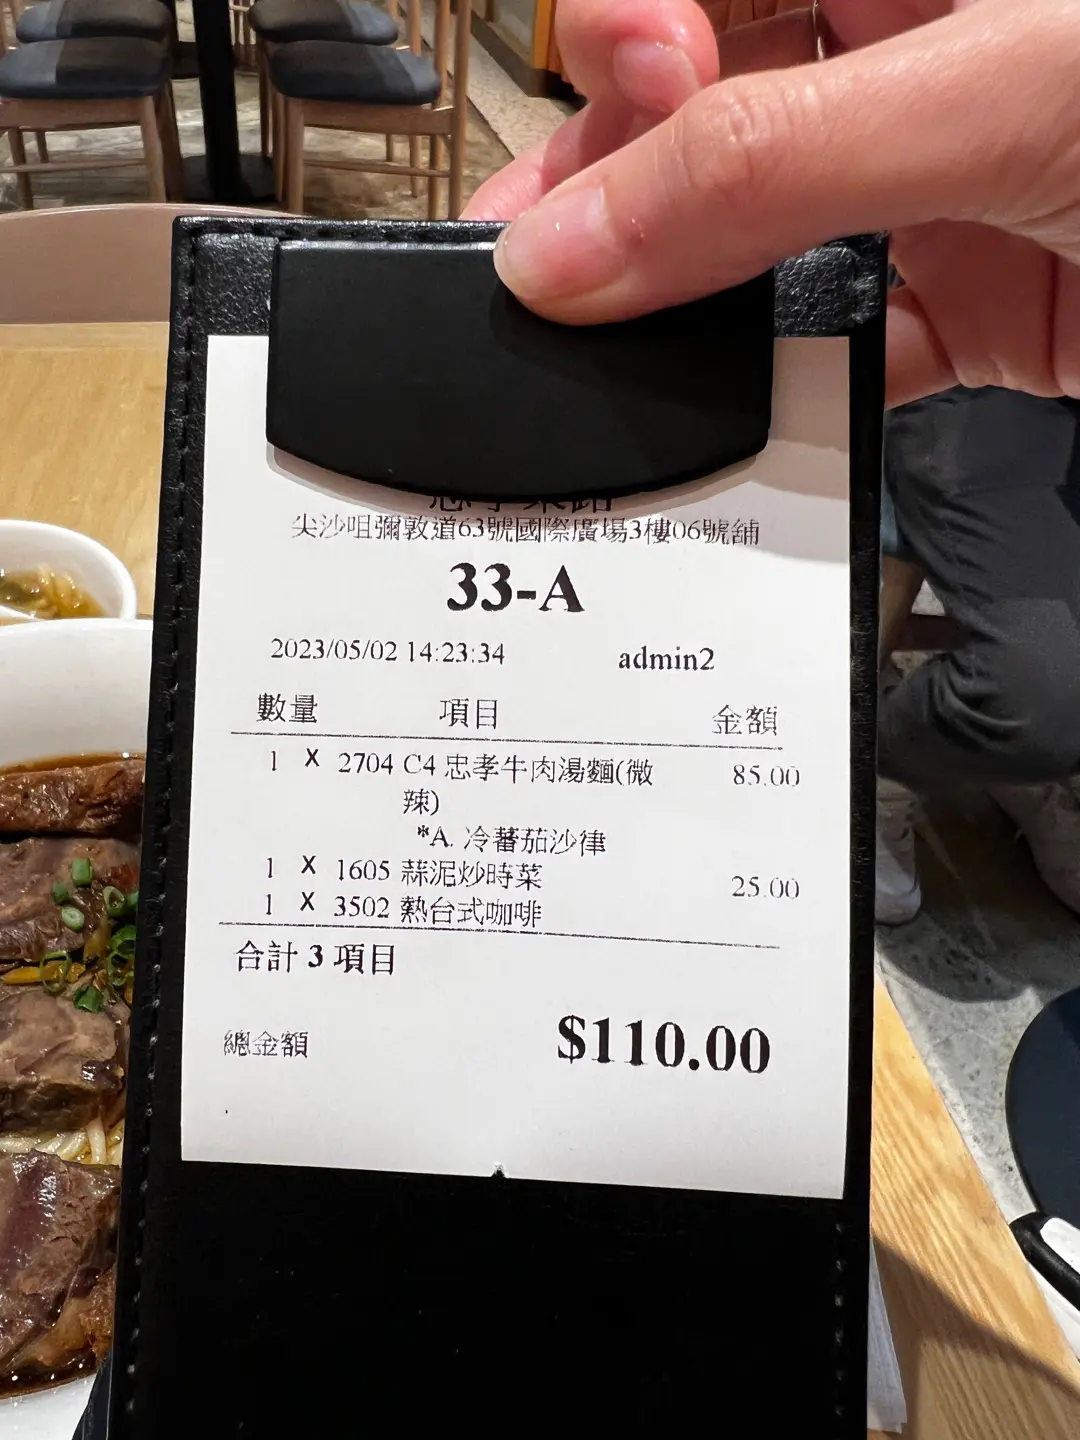 尖沙咀彌敦道63號國際廣場3樓06號舖
33-A
2023/05/02 14:23:34 admin2
數量 項目 金額
1 X 2704 C4 忠孝牛肉湯麵(微 85.00
辣)
*A. 冷蕃茄沙律
1 X 1605 蒜泥炒時菜 25.00
1 X 3502 熱台式咖啡
合計 3 項目
總金額 $110.00